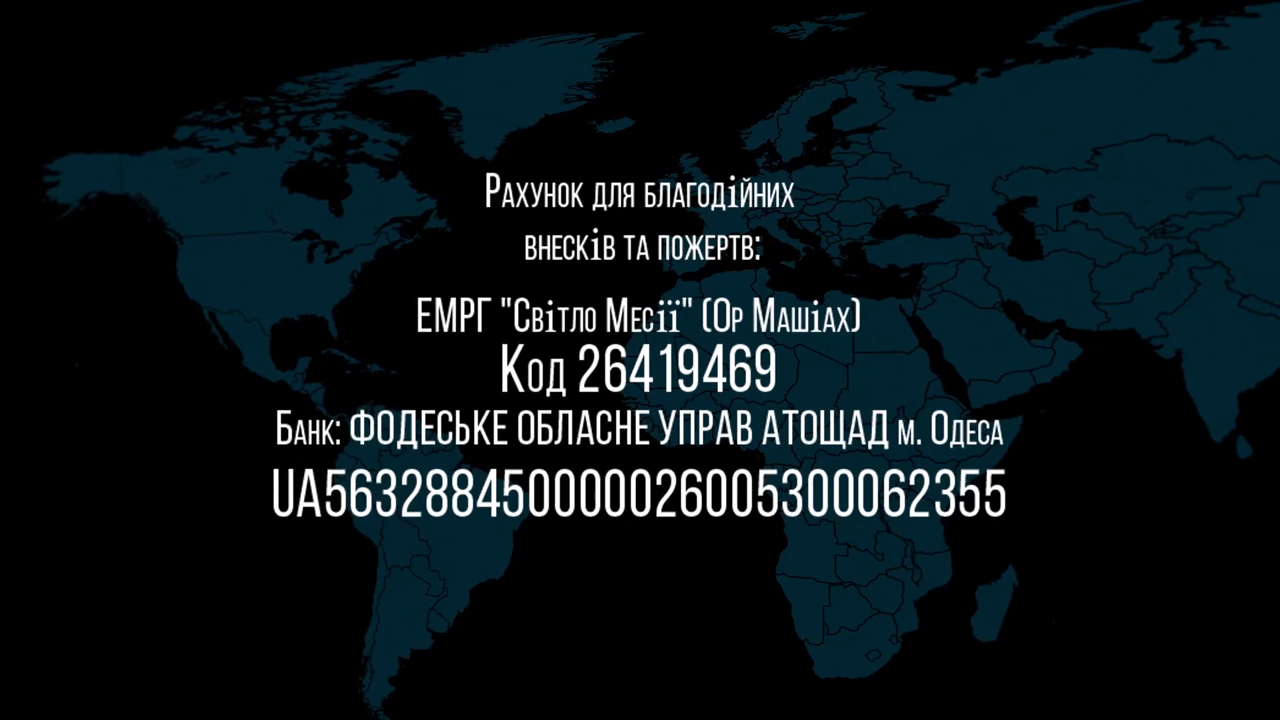 Рахунок для благодійних
внесків та пожертв:
ЕМРГ "Світло Месії" (Ор Машіах)
Код 26419469
Банк: ФОДЕСЬКЕ ОБЛАСНЕ УПРАВ АТОЩАД м. Одеса
UA563288450000026005300062355